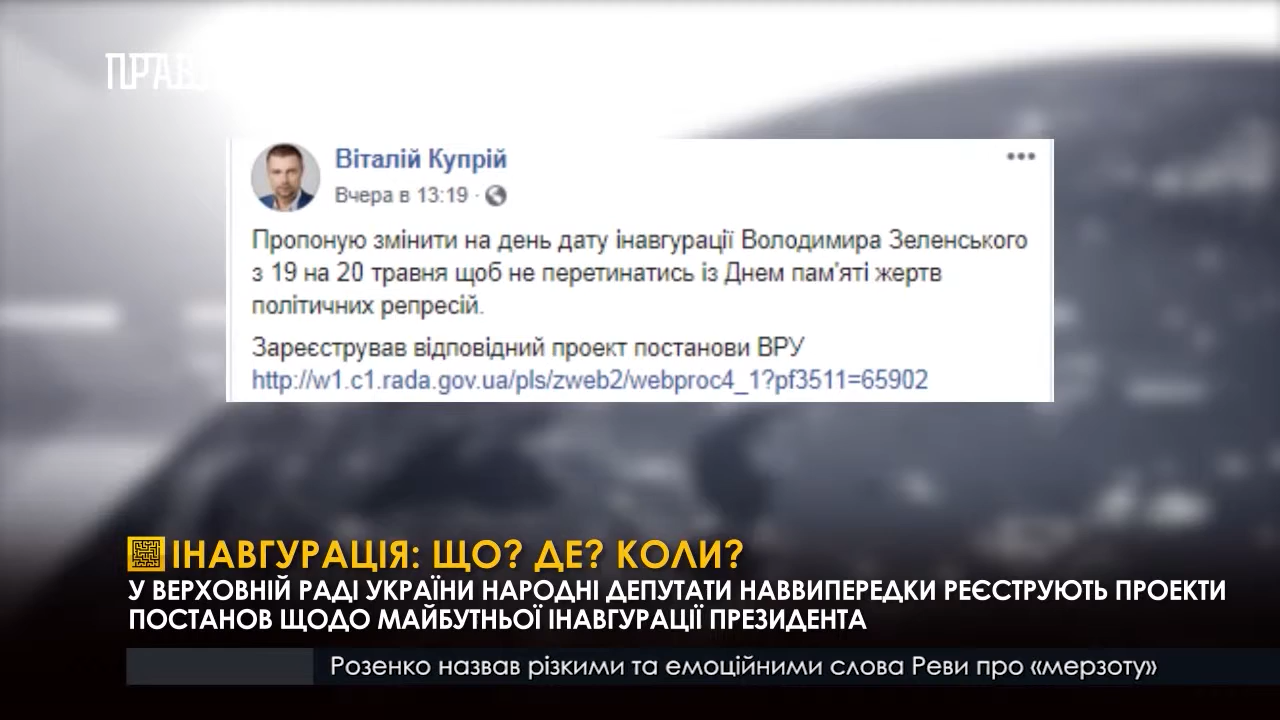 Віталій Купрій
Вчера в 13:19 ·
Пропоную змінити на день дату інавгурації Володимира Зеленського
з 19 на 20 травня щоб не перетинатись із Днем пам'яті жертв
політичних репресій.
Зареєстрував відповідний проект постанови ВРУ
http://w1.c1.rada.gov.ua/pls/zweb2/webproc4_1?pf3511=65902
ІНАВГУРАЦІЯ: ЩО? ДЕ? КОЛИ?
У ВЕРХОВНІЙ РАДІ УКРАЇНИ НАРОДНІ ДЕПУТАТИ НАВВИПЕРЕДКИ РЕЄСТРУЮТЬ ПРОЕКТИ
ПОСТАНОВ ЩОДО МАЙБУТНЬОЇ ІНАВГУРАЦІЇ ПРЕЗИДЕНТА
Розенко назвав різкими та емоційними слова Реви про «мерзоту»